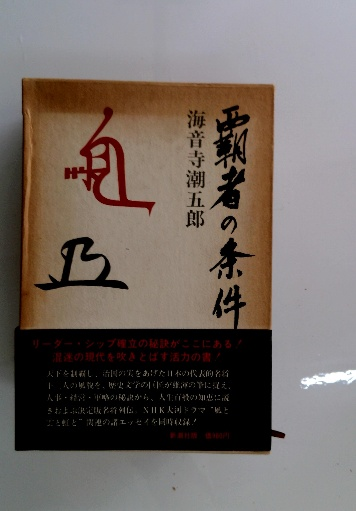 覇者の条件
海音寺潮五郎
リーダー・シップ確立の秘訣がここにある!
混迷の現代を吹きとばす活力の書!
天下を制覇し、治国の実をあげた日本の代表的名将
十二人の風貌を、歴史文学の巨匠が雄渾の筆に捉え、
人事・経営・軍略の秘訣から、人生百般の知恵に説
きおよぶ決定版名将列伝。NHK大河ドラマ“風と
雲と虹と”関連の諸エッセイを同時収録!